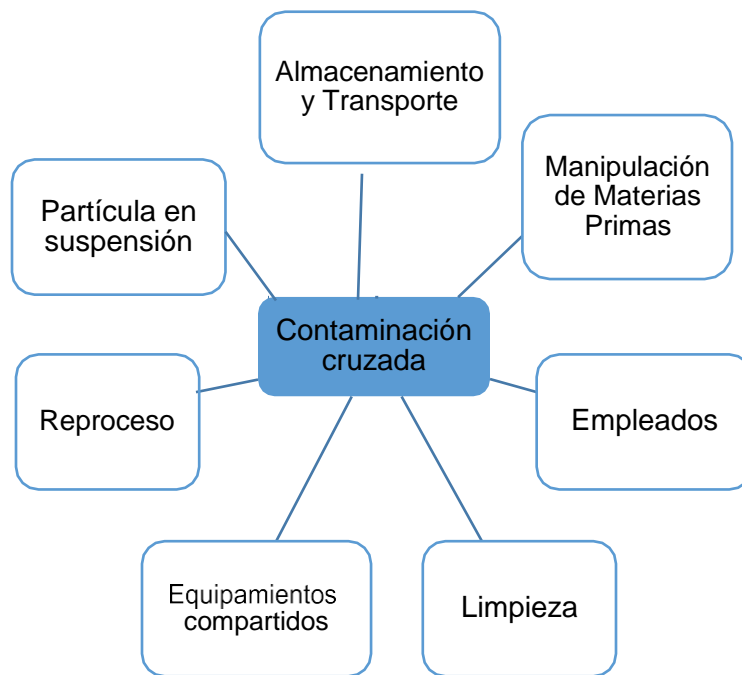 Almacenamiento
y Transporte
Manipulación
de Materias
Primas
Partícula en
suspensión
Contaminación
cruzada
Reproceso
Empleados
Equipamientos
compartidos
Limpieza